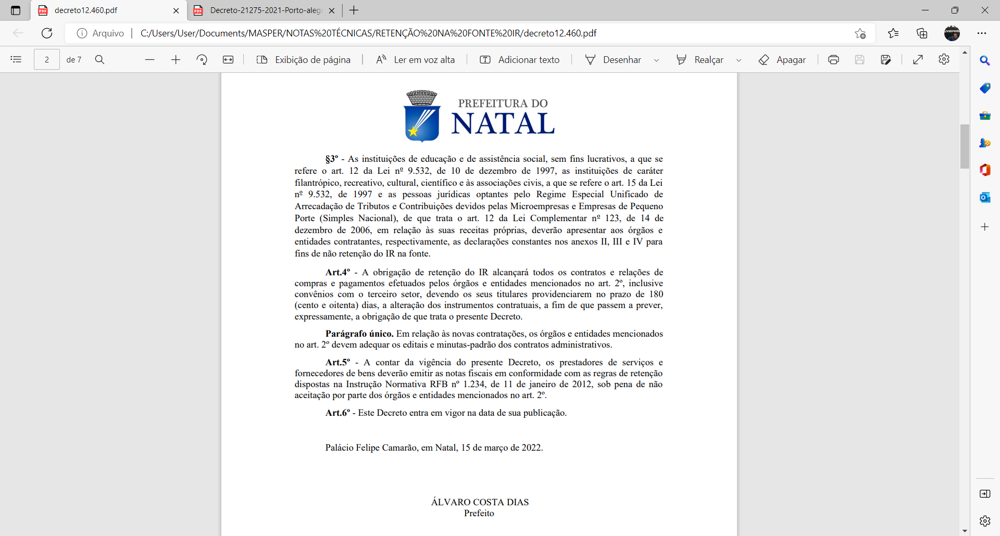 decreto12.460.pdf
Decreto-21275-2021-Porto-aleg
Arquivo
C:/Users/User/Documents/MASPER/NOTAS%20TÉCNICAS/RETENÇÃO%20NA%20FONTE%20IR/decreto12.460.pdf
2 de 7
Exibição de página
Ler em voz alta
Adicionar texto
Desenhar
Realçar
Apagar
PREFEITURA DO
NATAL
§3º - As instituições de educação e de assistência social, sem fins lucrativos, a que se
refere o art. 12 da Lei nº 9.532, de 10 de dezembro de 1997, as instituições de caráter
filantrópico, recreativo, cultural, científico e às associações civis, a que se refere o art. 15 da Lei
nº 9.532, de 1997 e as pessoas jurídicas optantes pelo Regime Especial Unificado de
Arrecadação de Tributos e Contribuições devidos pelas Microempresas e Empresas de Pequeno
Porte (Simples Nacional), de que trata o art. 12 da Lei Complementar nº 123, de 14 de
dezembro de 2006, em relação às suas receitas próprias, deverão apresentar aos órgãos e
entidades contratantes, respectivamente, as declarações constantes nos anexos II, III e IV para
fins de não retenção do IR na fonte.
Art.4º - A obrigação de retenção do IR alcançará todos os contratos e relações de
compras e pagamentos efetuados pelos órgãos e entidades mencionados no art. 2º, inclusive
convênios com o terceiro setor, devendo os seus titulares providenciarem no prazo de 180
(cento e oitenta) dias, a alteração dos instrumentos contratuais, a fim de que passem a prever,
expressamente, a obrigação de que trata o presente Decreto.
Parágrafo único. Em relação às novas contratações, os órgãos e entidades mencionados
no art. 2º devem adequar os editais e minutas-padrão dos contratos administrativos.
Art.5º - A contar da vigência do presente Decreto, os prestadores de serviços e
fornecedores de bens deverão emitir as notas fiscais em conformidade com as regras de retenção
dispostas na Instrução Normativa RFB nº 1.234, de 11 de janeiro de 2012, sob pena de não
aceitação por parte dos órgãos e entidades mencionados no art. 2º.
Art.6º - Este Decreto entra em vigor na data de sua publicação.
Palácio Felipe Camarão, em Natal, 15 de março de 2022.
ÁLVARO COSTA DIAS
Prefeito